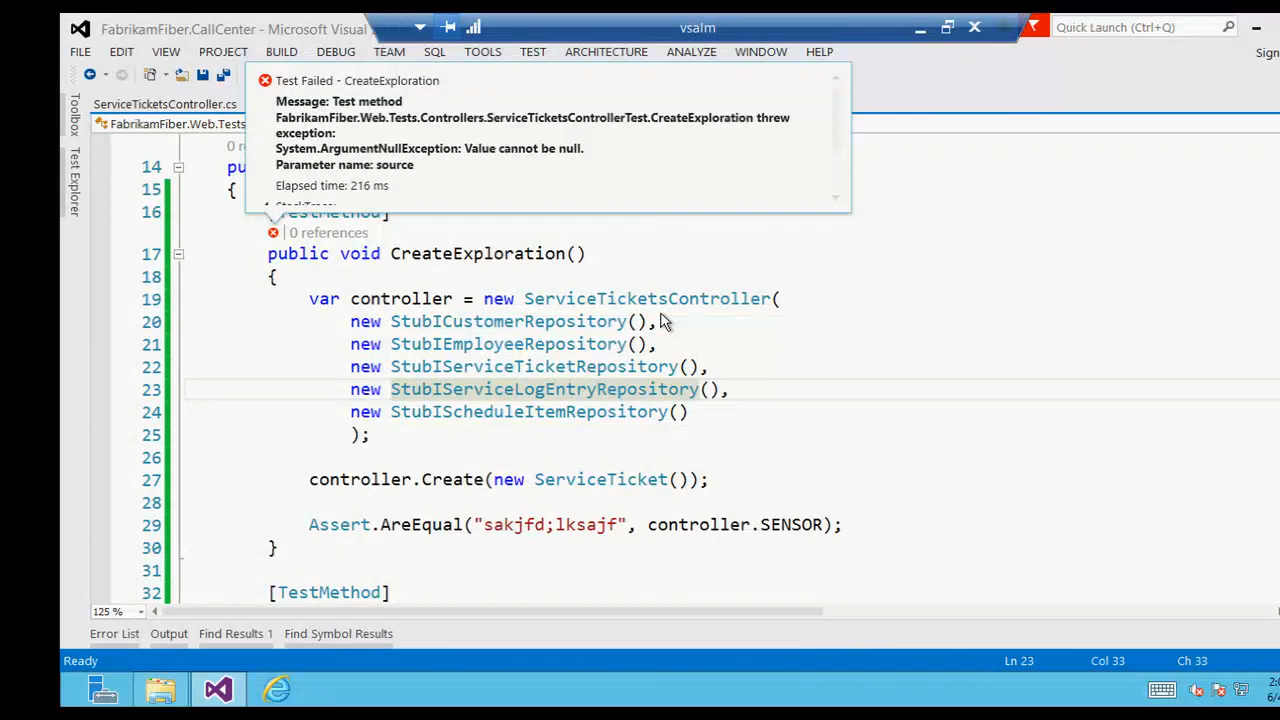 FabrikamFiber.CallCenter - Microsoft Visual
vsalm
Quick Launch (Ctrl+Q)
FILE EDIT VIEW PROJECT BUILD DEBUG TEAM SQL TOOLS TEST ARCHITECTURE ANALYZE WINDOW HELP
Sign
Toolbox
Test Explorer
ServiceTicketsController.cs
FabrikamFiber.Web.Tests
Test Failed - CreateExploration
Message: Test method
FabrikamFiber.Web.Tests.Controllers.ServiceTicketsControllerTest.CreateExploration threw
exception:
System.ArgumentNullException: Value cannot be null.
Parameter name: source
Elapsed time: 216 ms
14 pu
15 {
16 [TestMethod]
0 references
17 public void CreateExploration()
18 {
19 var controller = new ServiceTicketsController(
20 new StubICustomerRepository(),
21 new StubIEmployeeRepository(),
22 new StubIServiceTicketRepository(),
23 new StubIServiceLogEntryRepository(),
24 new StubIScheduleItemRepository()
25 );
26
27 controller.Create(new ServiceTicket());
28
29 Assert.AreEqual("sakjfd;lksajf", controller.SENSOR);
30 }
31
32 [TestMethod]
125 %
Error List Output Find Results 1 Find Symbol Results
Ready Ln 23 Col 33 Ch 33